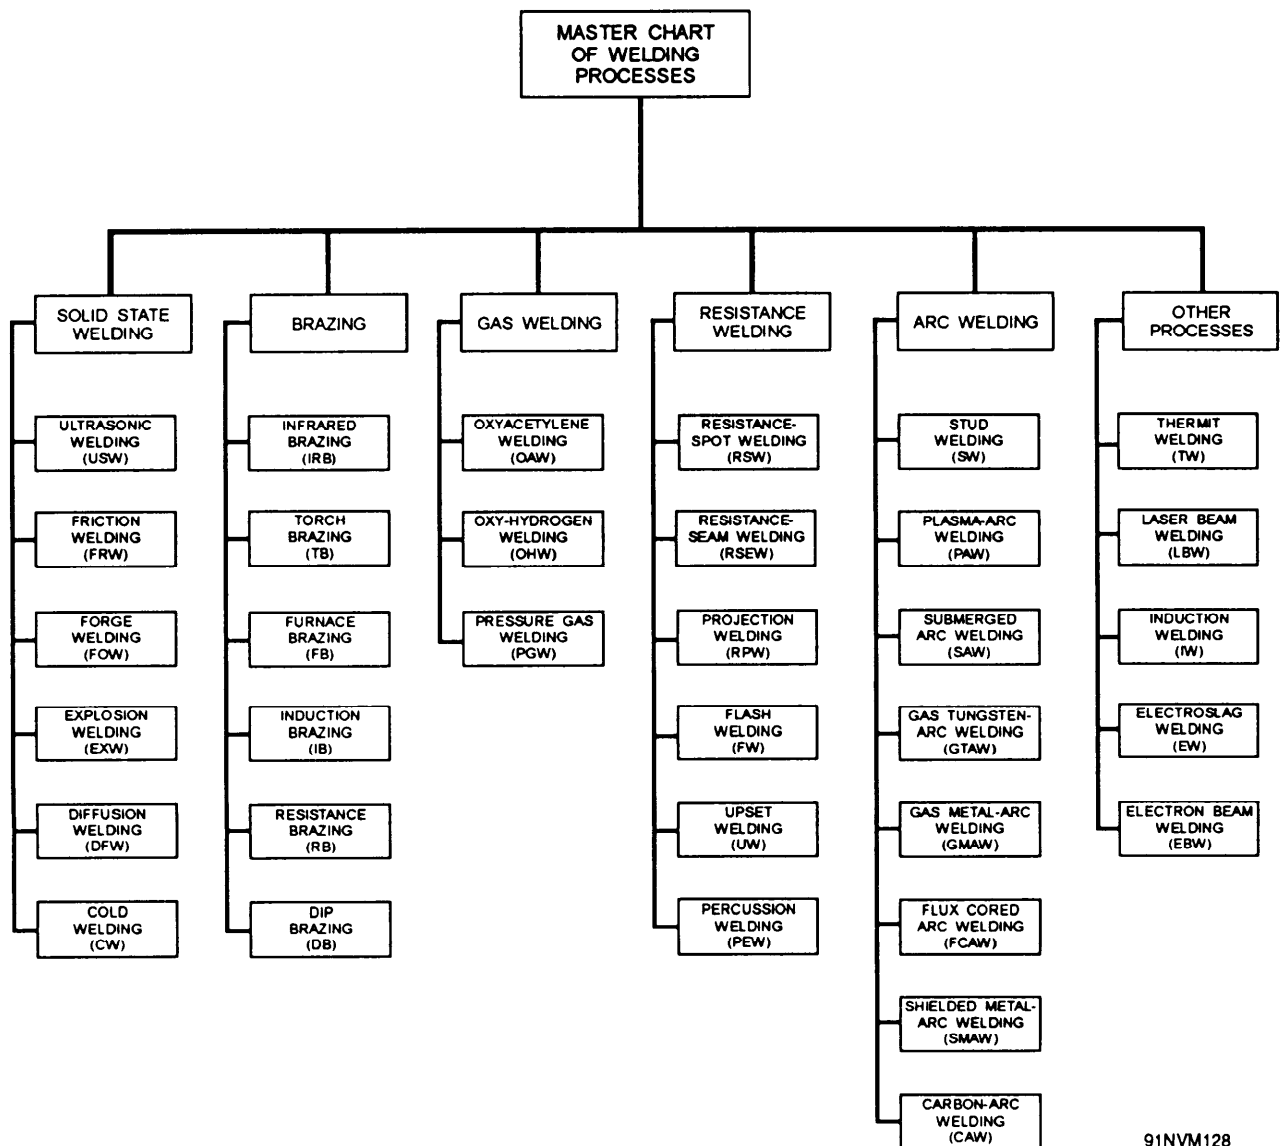 MASTER CHART
OF WELDING
PROCESSES
SOLID STATE
WELDING
BRAZING
GAS WELDING
RESISTANCE
WELDING
ARC WELDING
OTHER
PROCESSES
ULTRASONIC
WELDING
(USW)
FRICTION
WELDING
(FRW)
FORGE
WELDING
(FOW)
EXPLOSION
WELDING
(EXW)
DIFFUSION
WELDING
(DFW)
COLD
WELDING
(CW)
INFRARED
BRAZING
(IRB)
TORCH
BRAZING
(TB)
FURNACE
BRAZING
(FB)
INDUCTION
BRAZING
(IB)
RESISTANCE
BRAZING
(RB)
DIP
BRAZING
(DB)
OXYACETYLENE
WELDING
(OAW)
OXY-HYDROGEN
WELDING
(OHW)
PRESSURE GAS
WELDING
(PGW)
RESISTANCE-
SPOT WELDING
(RSW)
RESISTANCE-
SEAM WELDING
(RSEW)
PROJECTION
WELDING
(RPW)
FLASH
WELDING
(FW)
UPSET
WELDING
(UW)
PERCUSSION
WELDING
(PEW)
STUD
WELDING
(SW)
PLASMA-ARC
WELDING
(PAW)
SUBMERGED
ARC WELDING
(SAW)
GAS TUNGSTEN-
ARC WELDING
(GTAW)
GAS METAL-ARC
WELDING
(GMAW)
FLUX CORED
ARC WELDING
(FCAW)
SHIELDED METAL-
ARC WELDING
(SMAW)
CARBON-ARC
WELDING
(CAW)
THERMIT
WELDING
(TW)
LASER BEAM
WELDING
(LBW)
INDUCTION
WELDING
(IW)
ELECTROSLAG
WELDING
(EW)
ELECTRON BEAM
WELDING
(EBW)
91NVM128